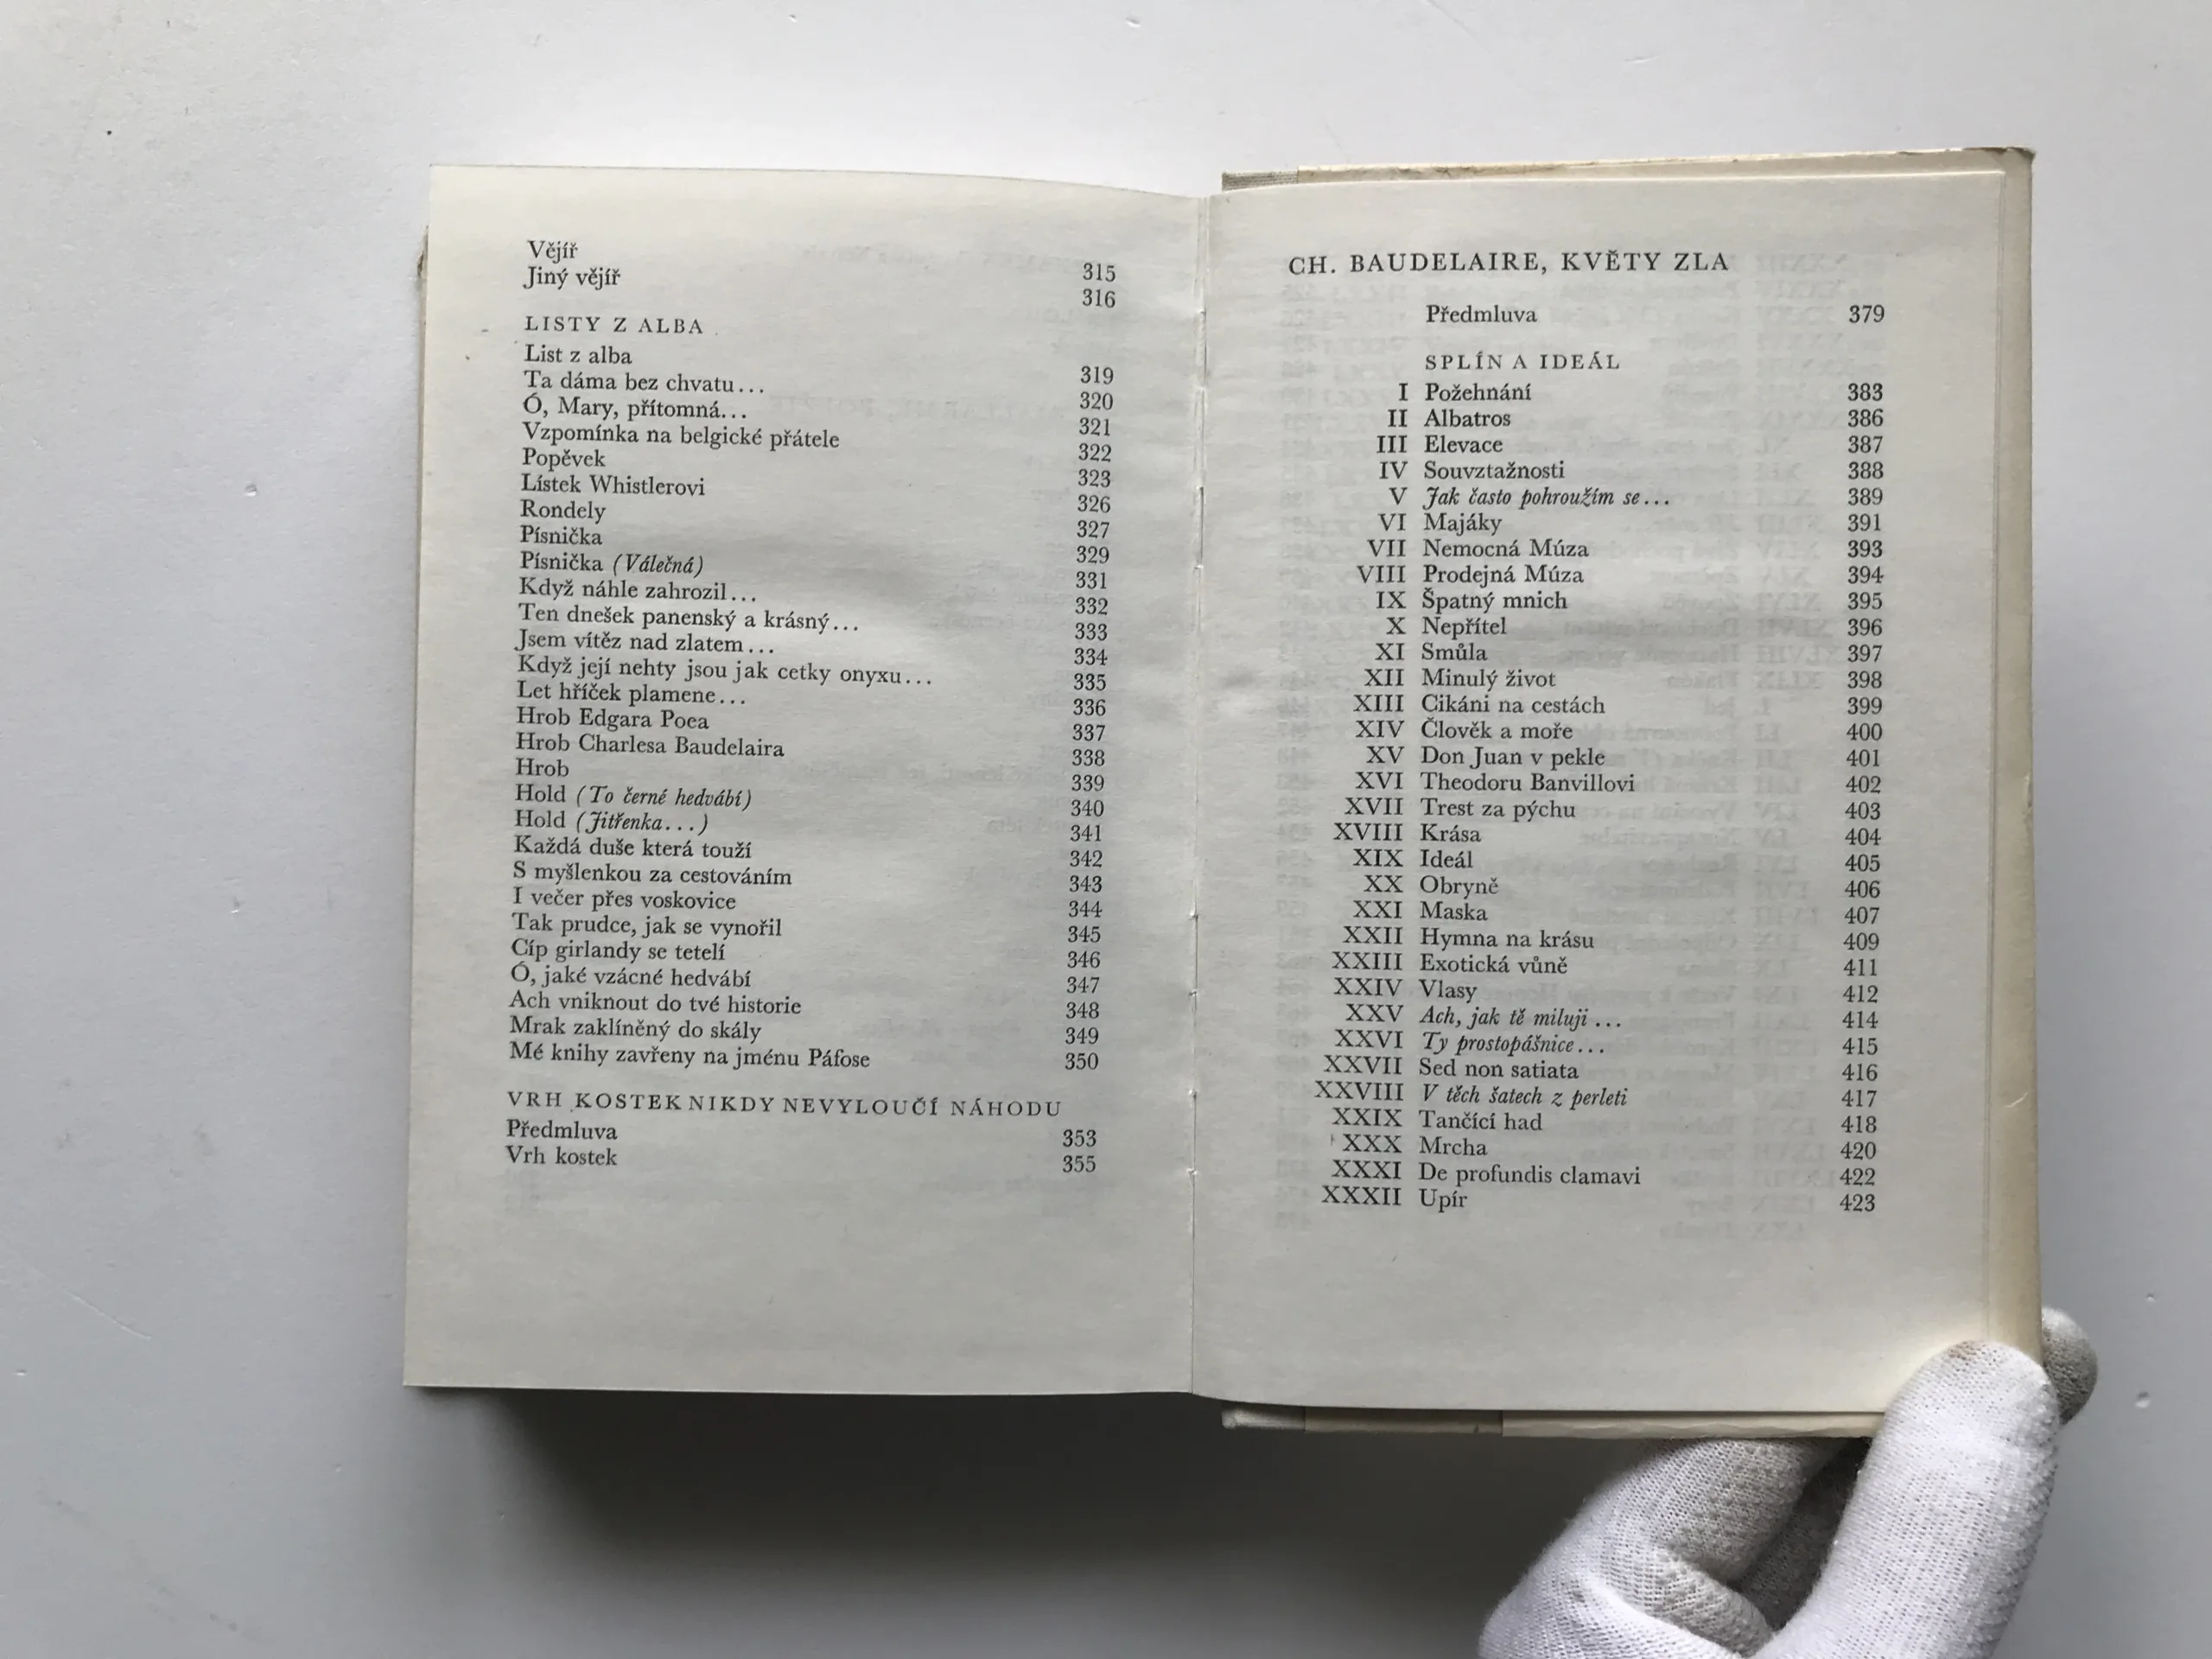 Vějíř 315
Jiný vějíř 316
LISTY Z ALBA
List z alba 319
Ta dáma bez chvatu... 320
Ó, Mary, přítomná... 321
Vzpomínka na belgické přátele 322
Popěvek 323
Lístek Whistlerovi 326
Rondely 327
Písnička 329
Písnička (Válečná) 331
Když náhle zahrozil... 332
Ten dnešek panenský a krásný... 333
Jsem vítěz nad zlatem... 334
Když její nehty jsou jak cetky onyxu... 335
Let hříček plamene... 336
Hrob Edgara Poea 337
Hrob Charlesa Baudelaira 338
Hrob 339
Hold (To černé hedvábí) 340
Hold (Jitřenka...) 341
Každá duše která touží 342
S myšlenkou za cestováním 343
I večer přes voskovice 344
Tak prudce, jak se vynořil 345
Cíp girlandy se tetelí 346
Ó, jaké vzácné hedvábí 347
Ach vniknout do tvé historie 348
Mrak zaklíněný do skály 349
Mé knihy zavřeny na jménu Páfose 350
VRH KOSTEK NIKDY NEVYLOUČÍ NÁHODU
Předmluva 353
Vrh kostek 355
CH. BAUDELAIRE, KVĚTY ZLA
Předmluva 379
SPLÍN A IDEÁL
I Požehnání 383
II Albatros 386
III Elevace 387
IV Souvztažnosti 388
V Jak často pohroužím se... 389
VI Majáky 391
VII Nemocná Múza 393
VIII Prodejná Múza 394
IX Špatný mnich 395
X Nepřítel 396
XI Smůla 397
XII Minulý život 398
XIII Cikáni na cestách 399
XIV Člověk a moře 400
XV Don Juan v pekle 401
XVI Theodoru Banvillovi 402
XVII Trest za pýchu 403
XVIII Krása 404
XIX Ideál 405
XX Obryně 406
XXI Maska 407
XXII Hymna na krásu 409
XXIII Exotická vůně 411
XXIV Vlasy 412
XXV Ach, jak tě miluji... 414
XXVI Ty prostopášnice... 415
XXVII Sed non satiata 416
XXVIII V těch šatech z perleti 417
XXIX Tančící had 418
XXX Mrcha 420
XXXI De profundis clamavi 422
XXXII Upír 423